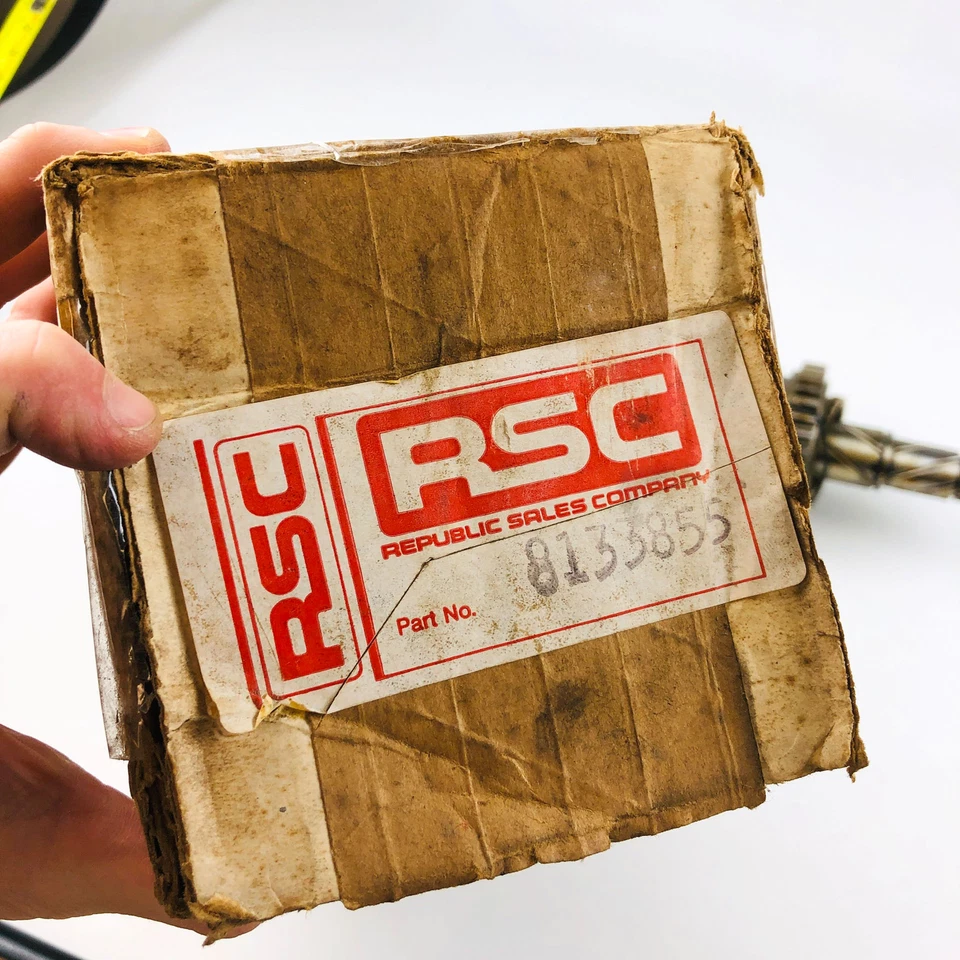 RSC
RSC
REPUBLIC SALES COMPANY
8133855
Part No.